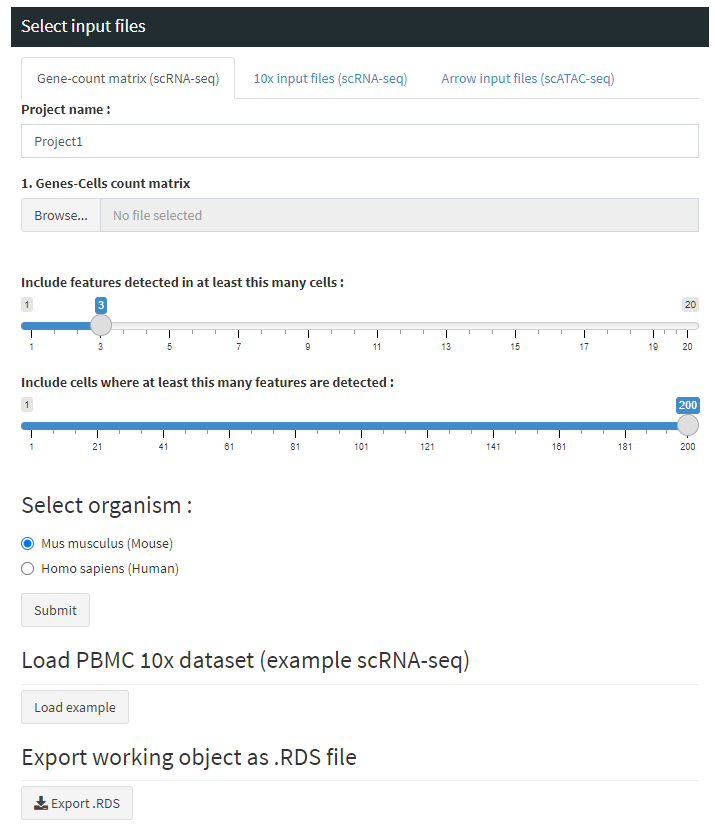 Select input files
Gene-count matrix (scRNA-seq) 10x input files (scRNA-seq) Arrow input files (scATAC-seq)
Project name :
Project1
1. Genes-Cells count matrix
Browse... No file selected
Include features detected in at least this many cells :
1 3 20
1 3 5 7 9 11 13 15 17 19 20
Include cells where at least this many features are detected :
1 200
1 21 41 61 81 101 121 141 161 181 200
Select organism :
Mus musculus (Mouse)
Homo sapiens (Human)
Submit
Load PBMC 10x dataset (example scRNA-seq)
Load example
Export working object as .RDS file
Export .RDS